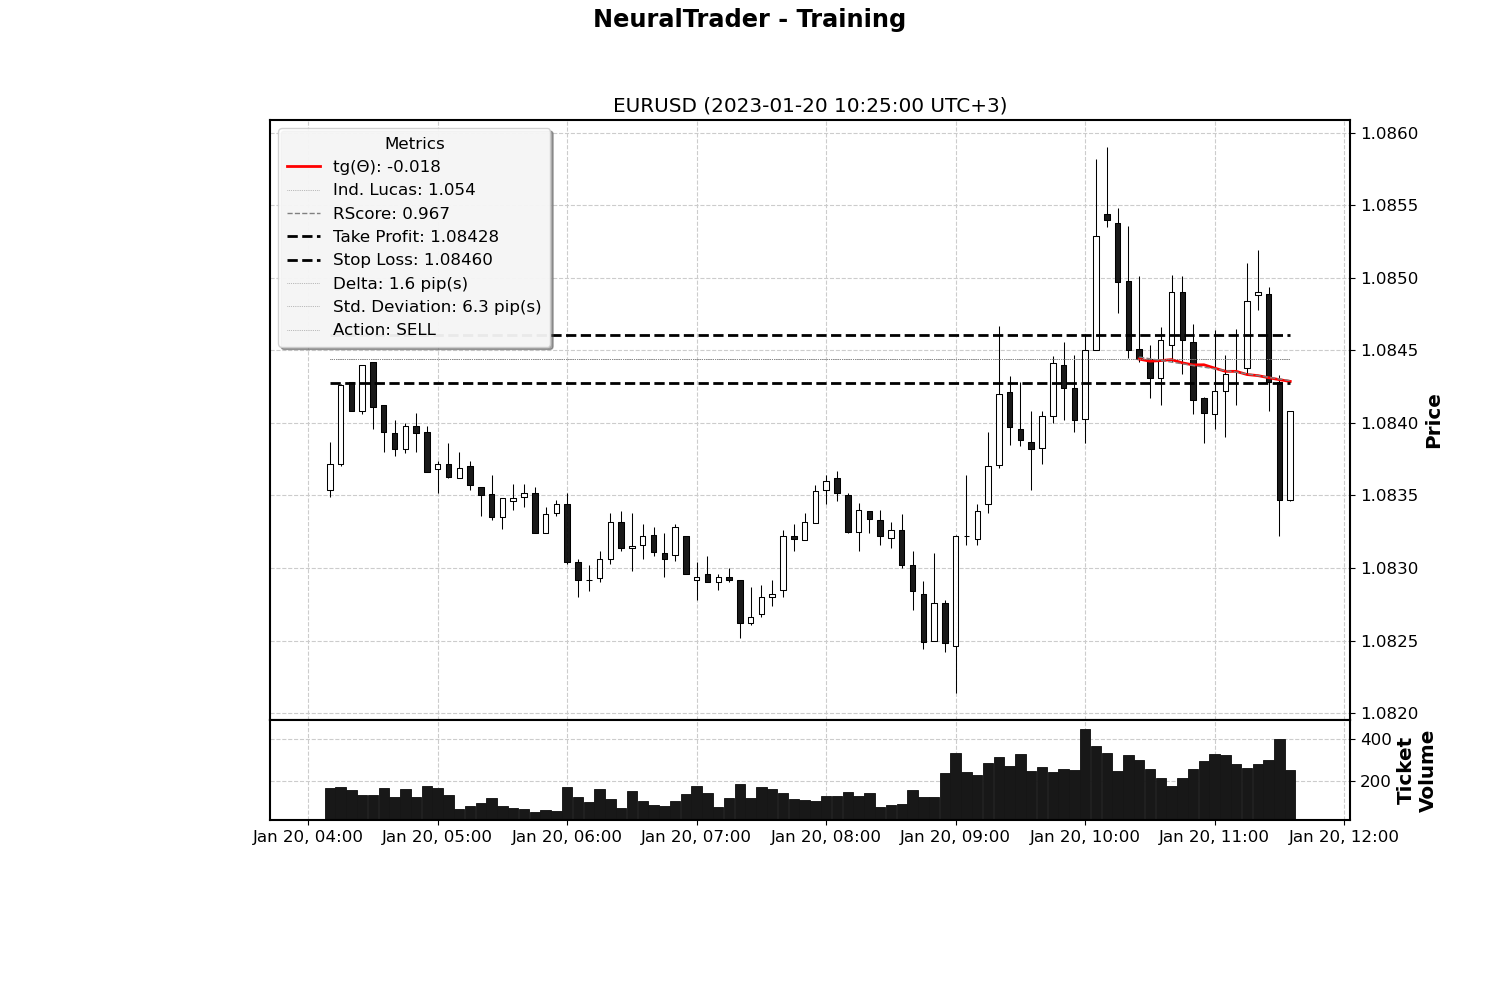 NeuralTrader - Training
EURUSD (2023-01-20 10:25:00 UTC+3)
Metrics
tg(Θ): -0.018
Ind. Lucas: 1.054
RScore: 0.967
Take Profit: 1.08428
Stop Loss: 1.08460
Delta: 1.6 pip(s)
Std. Deviation: 6.3 pip(s)
Action: SELL
1.0860
1.0855
1.0850
1.0845
1.0840
1.0835
1.0830
1.0825
1.0820
Price
400
200
Ticket
Volume
Jan 20, 04:00
Jan 20, 05:00
Jan 20, 06:00
Jan 20, 07:00
Jan 20, 08:00
Jan 20, 09:00
Jan 20, 10:00
Jan 20, 11:00
Jan 20, 12:00